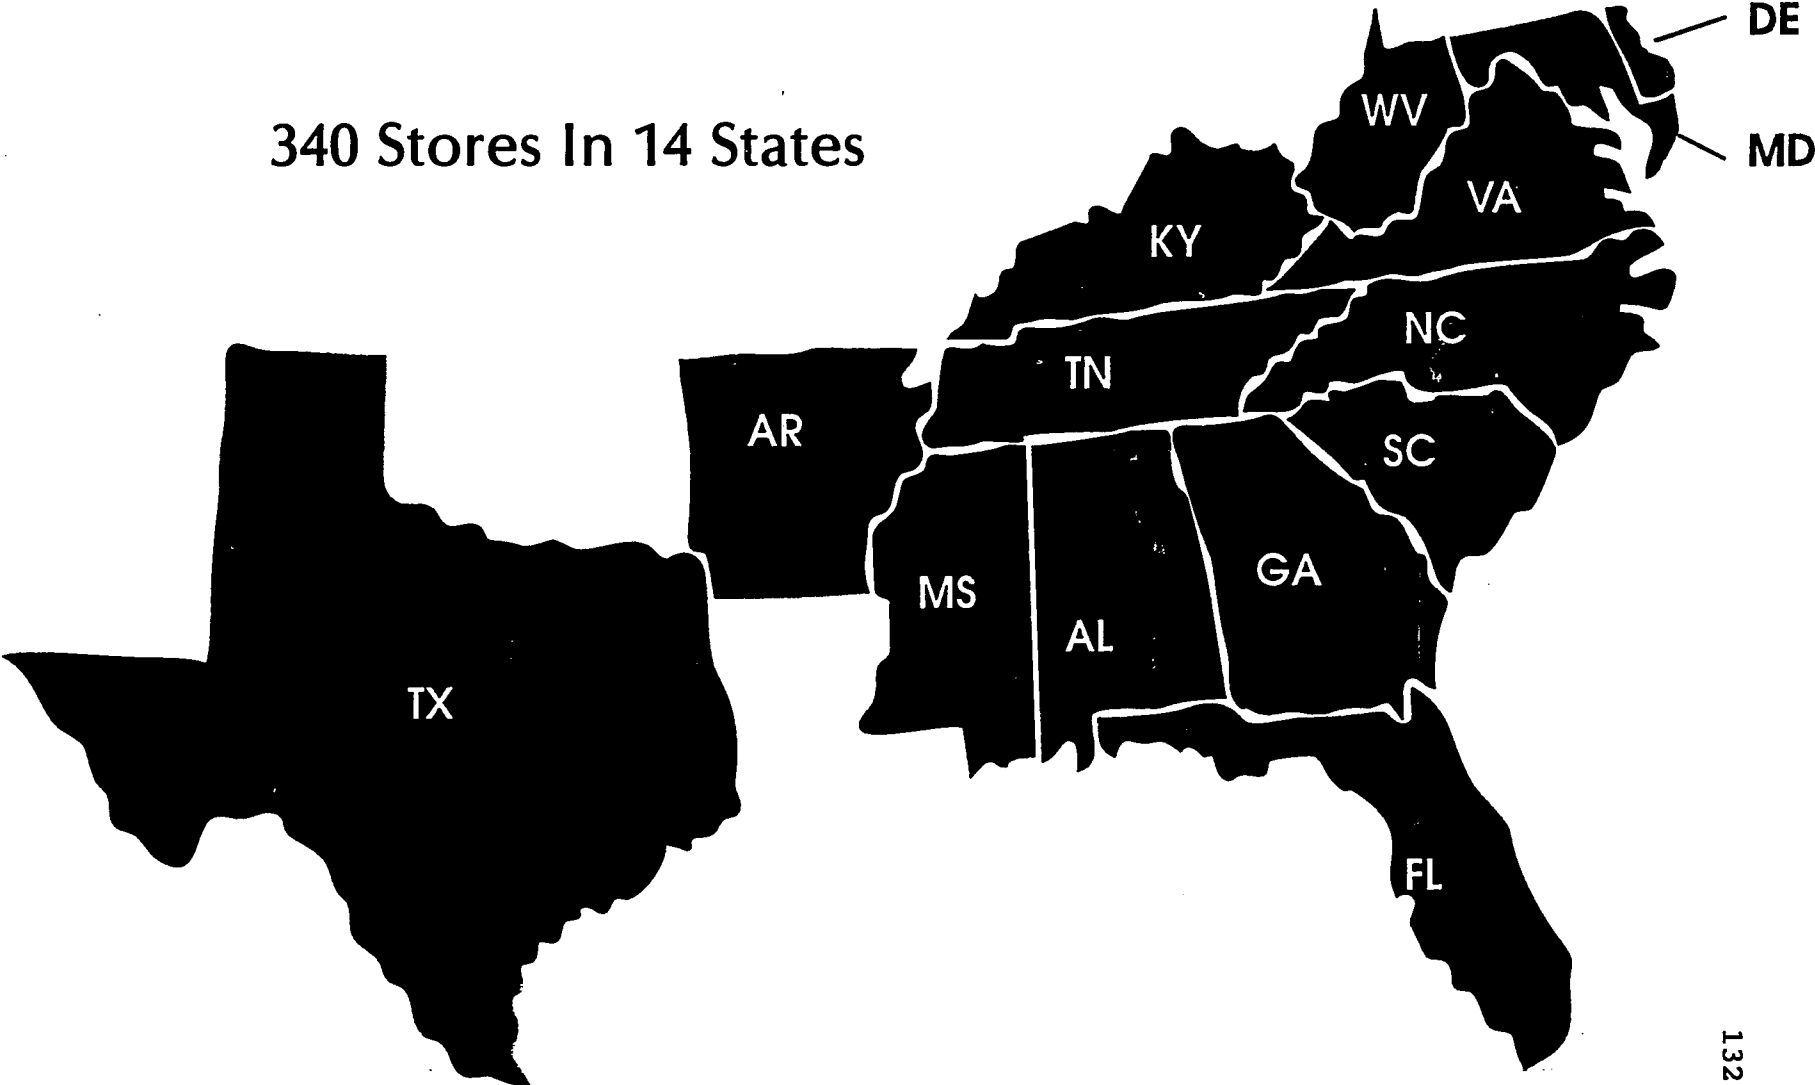 DE
340 Stores In 14 States
WV
MD
VA
KY
NC
TN
AR
SC
GA
MS
AL
TX
FL
132